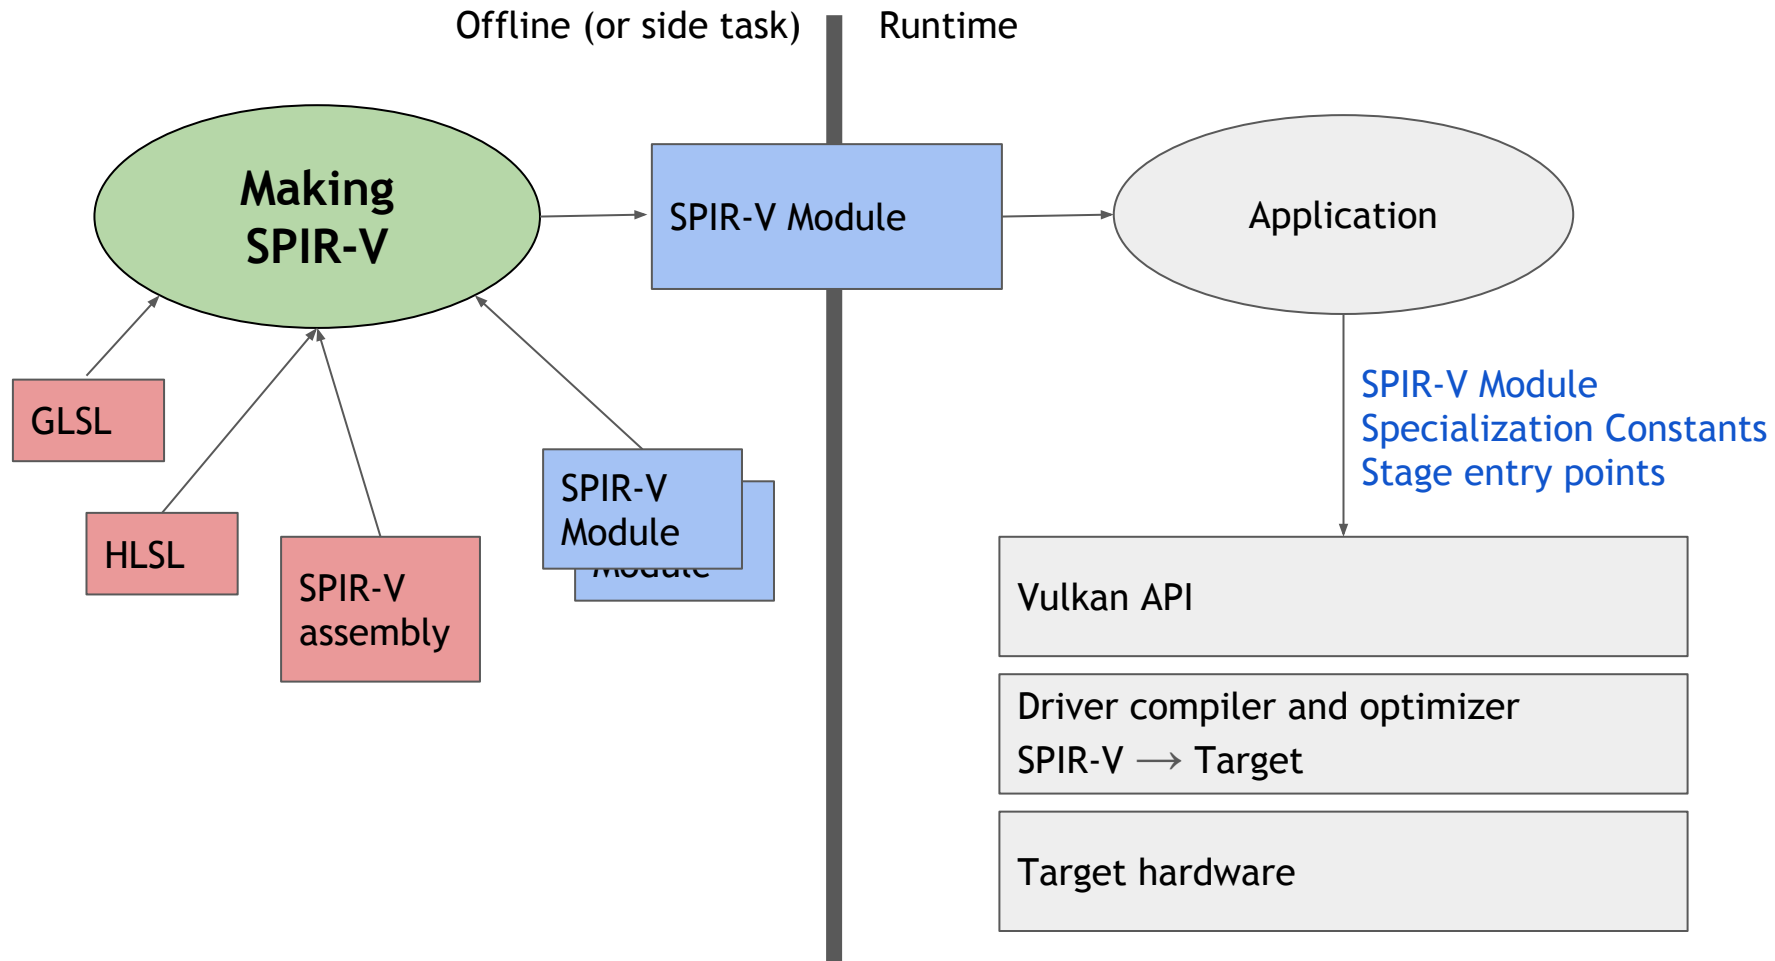 Offline (or side task)
Runtime
Making
SPIR-V
SPIR-V Module
Application
GLSL
HLSL
SPIR-V
assembly
SPIR-V
Module
Module
SPIR-V Module
Specialization Constants
Stage entry points
Vulkan API
Driver compiler and optimizer
SPIR-V → Target
Target hardware